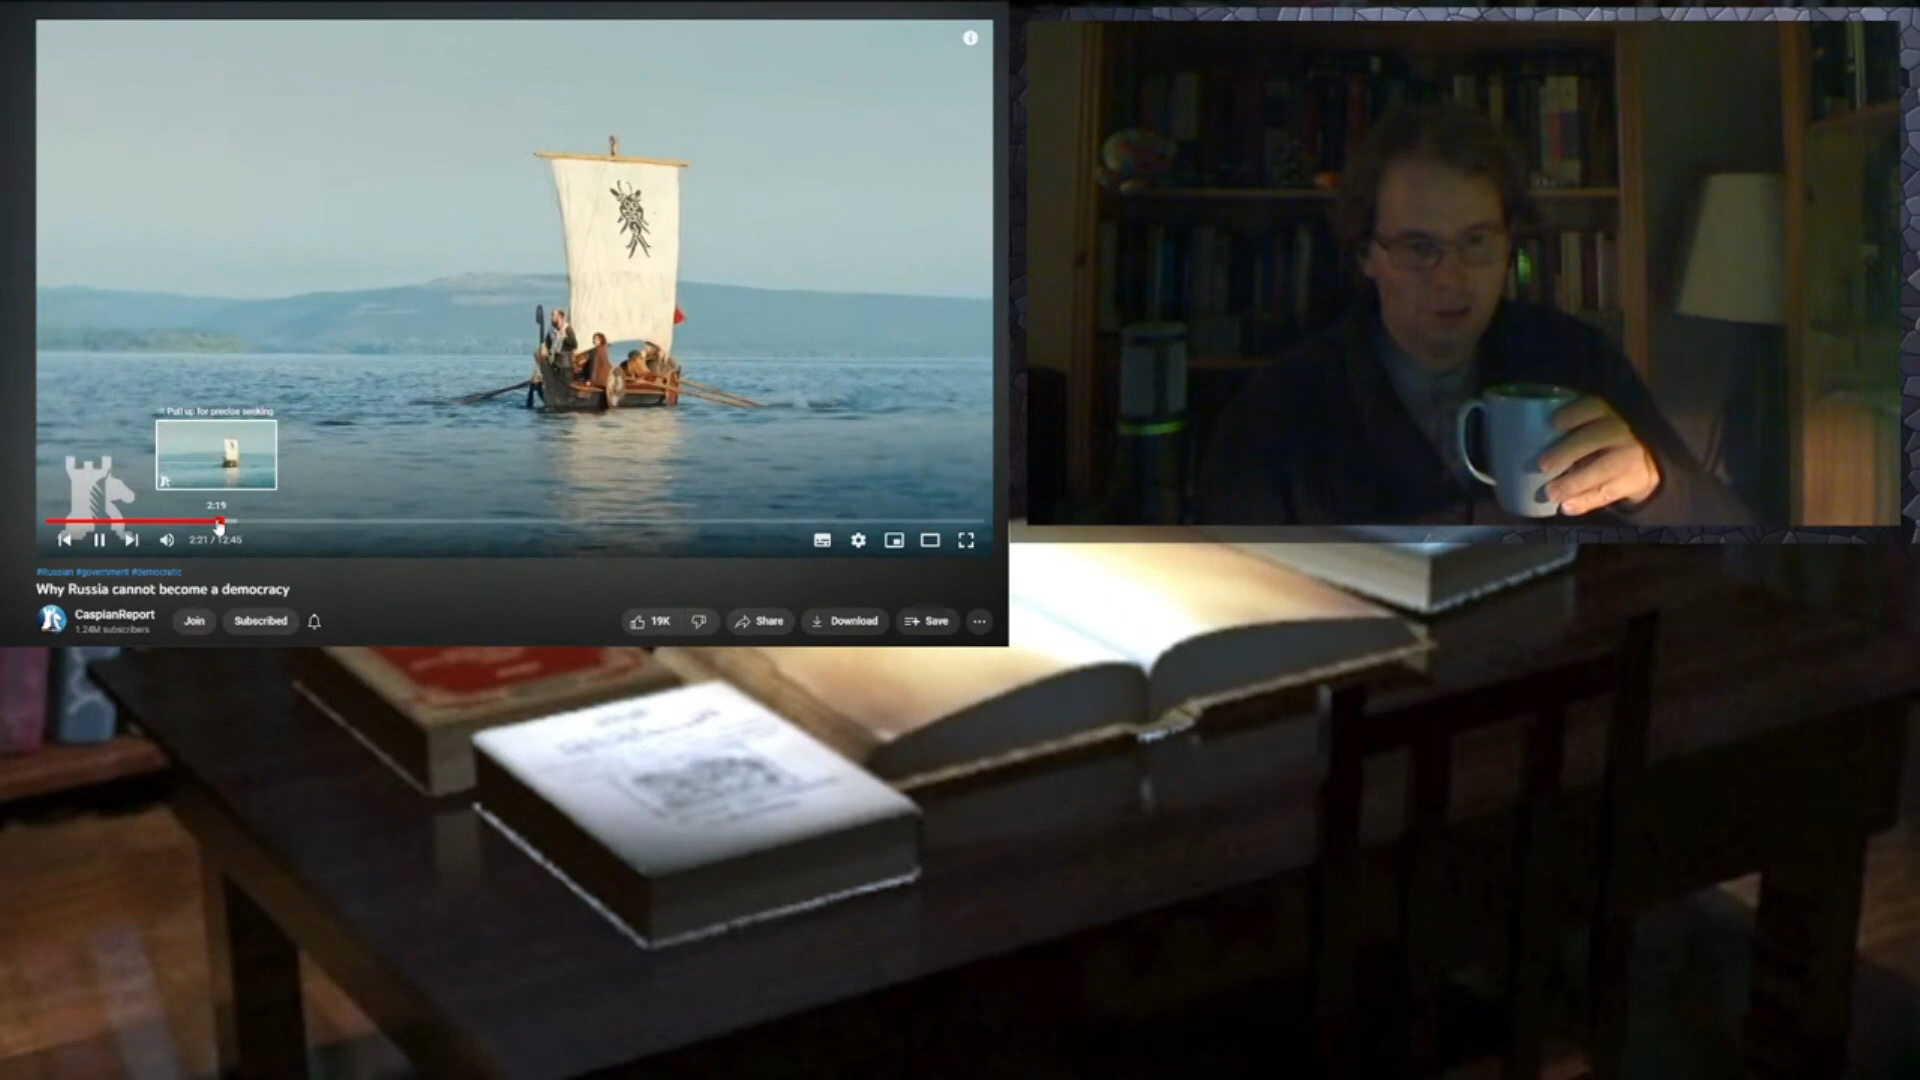 Pull up for precise seeking
2:19
2:21 / 12:45
#Russian #government #democratic
Why Russia cannot become a democracy
CaspianReport
1.24M subscribers
Join
Subscribed
19K
Share
Download
Save